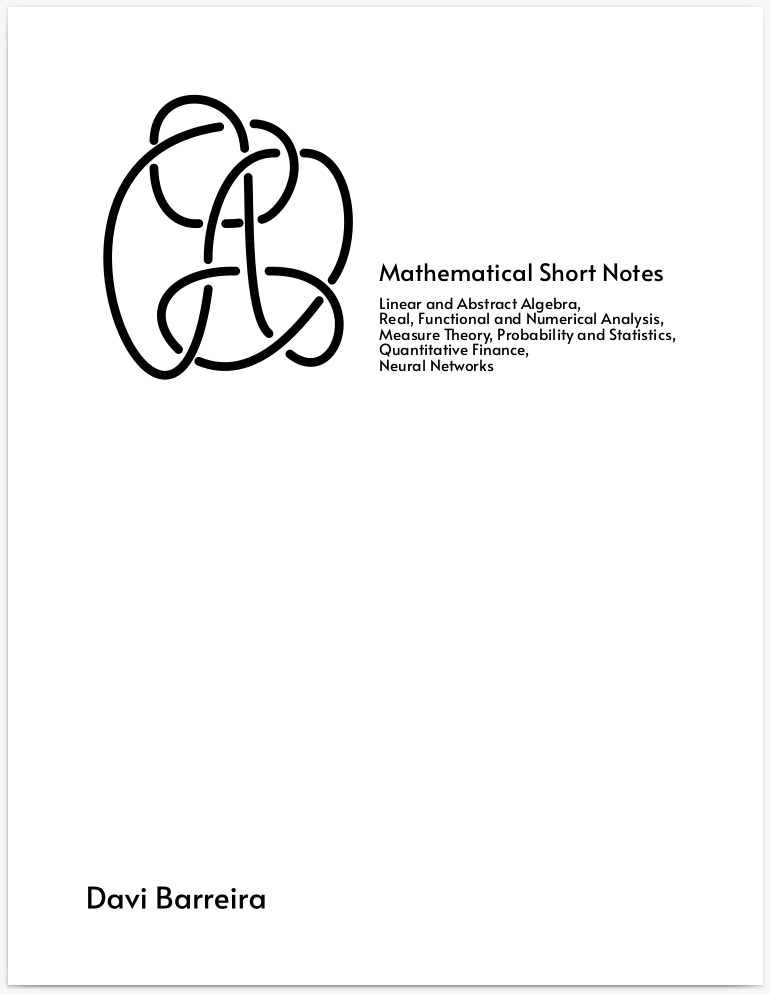 Mathematical Short Notes
Linear and Abstract Algebra,
Real, Functional and Numerical Analysis,
Measure Theory, Probability and Statistics,
Quantitative Finance,
Neural Networks
Davi Barreira